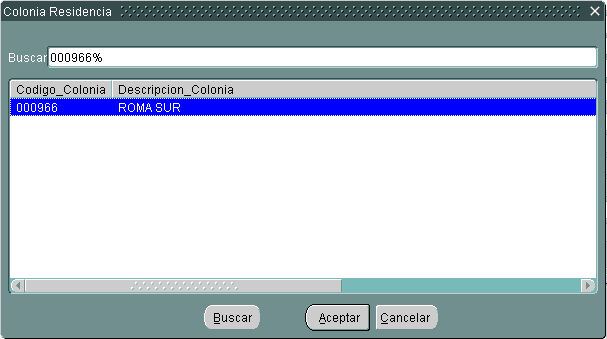 Colonia Residencia
Buscar 000966%
Codigo_Colonia Descripcion_Colonia
000966 ROMA SUR
Buscar Aceptar Cancelar